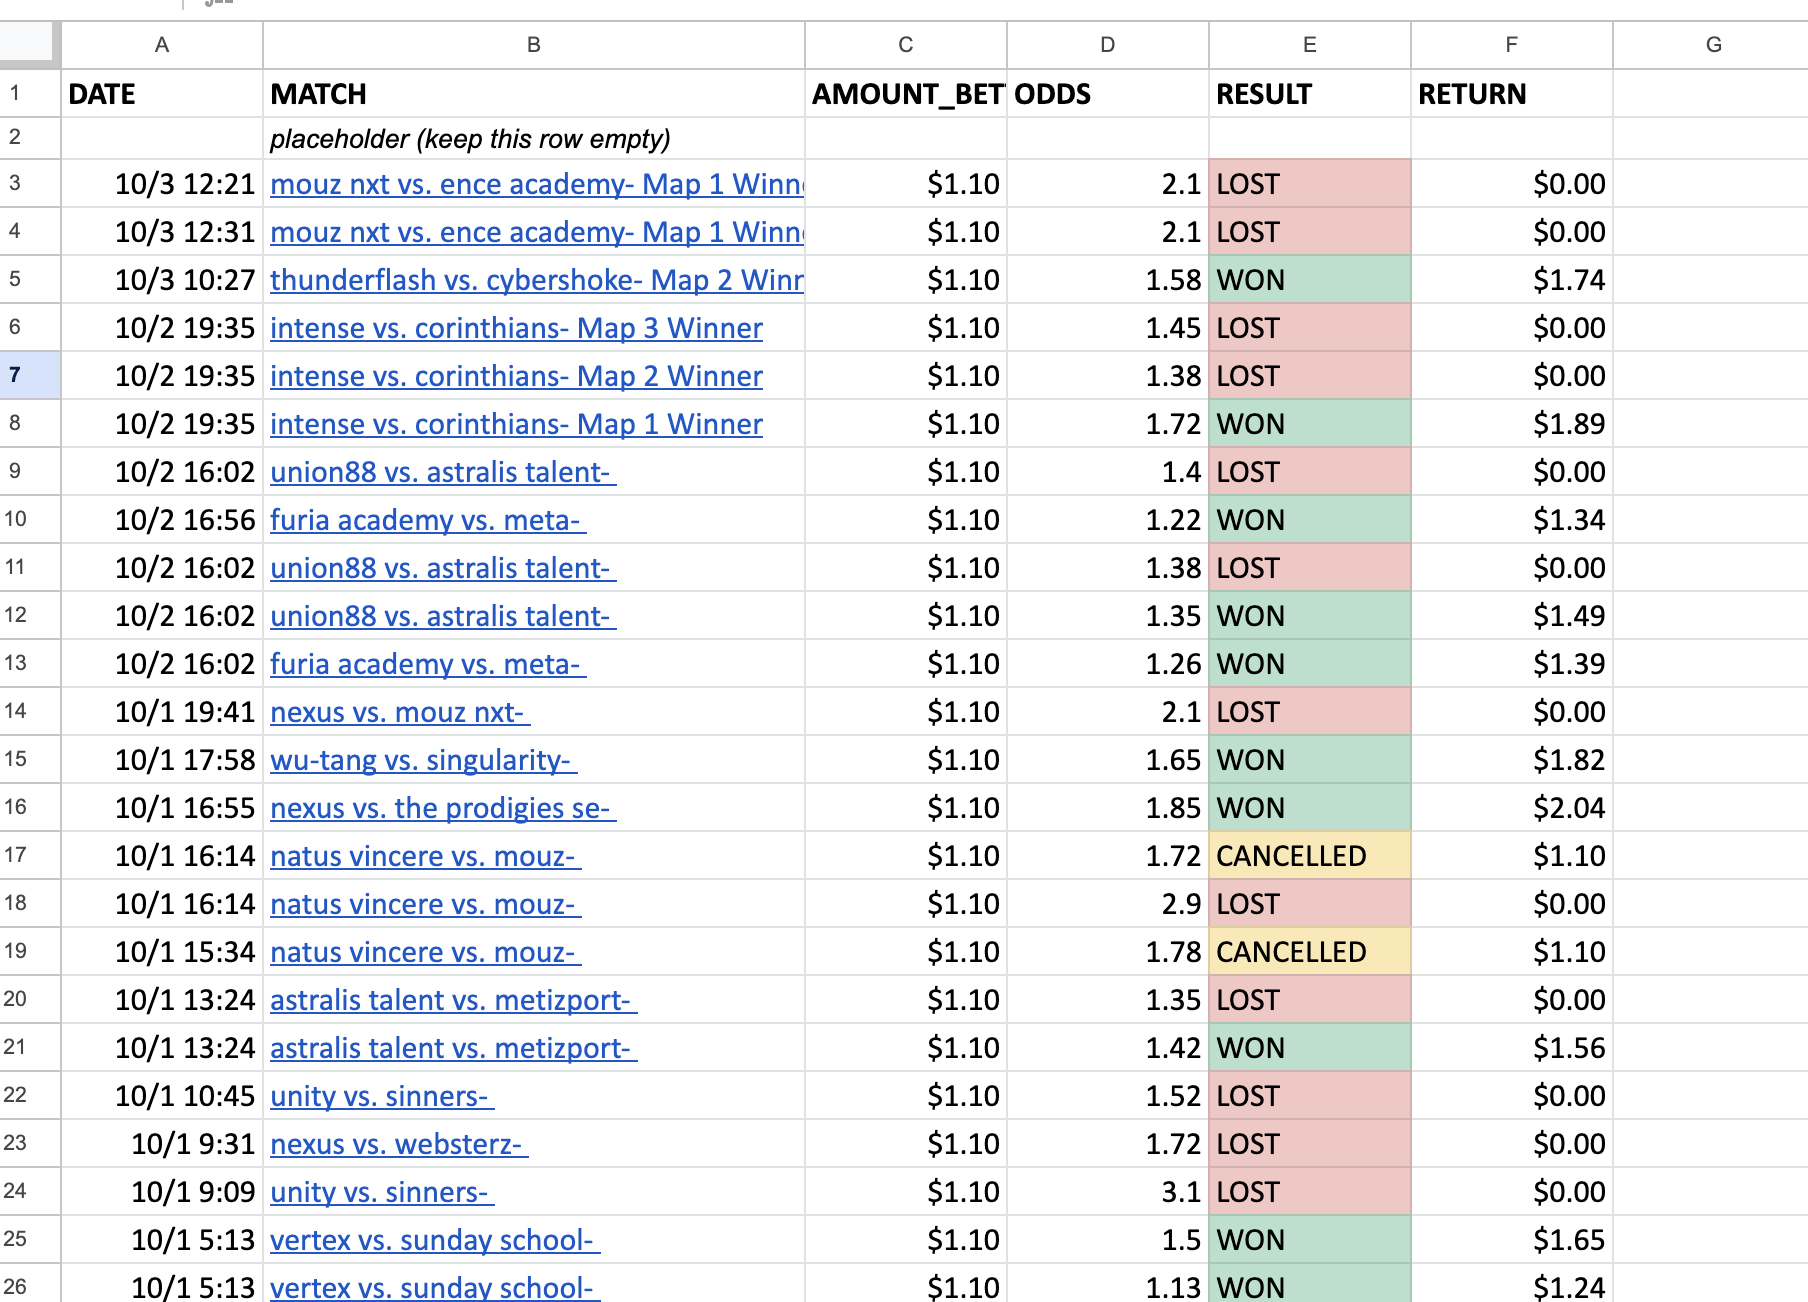 A B C D E F G
1 DATE MATCH AMOUNT_BET ODDS RESULT RETURN
2 placeholder (keep this row empty)
3 10/3 12:21 mouz nxt vs. ence academy- Map 1 Winn $1.10 2.1 LOST $0.00
4 10/3 12:31 mouz nxt vs. ence academy- Map 1 Winn $1.10 2.1 LOST $0.00
5 10/3 10:27 thunderflash vs. cybershoke- Map 2 Winn $1.10 1.58 WON $1.74
6 10/2 19:35 intense vs. corinthians- Map 3 Winner $1.10 1.45 LOST $0.00
7 10/2 19:35 intense vs. corinthians- Map 2 Winner $1.10 1.38 LOST $0.00
8 10/2 19:35 intense vs. corinthians- Map 1 Winner $1.10 1.72 WON $1.89
9 10/2 16:02 union88 vs. astralis talent- $1.10 1.4 LOST $0.00
10 10/2 16:56 furia academy vs. meta- $1.10 1.22 WON $1.34
11 10/2 16:02 union88 vs. astralis talent- $1.10 1.38 LOST $0.00
12 10/2 16:02 union88 vs. astralis talent- $1.10 1.35 WON $1.49
13 10/2 16:02 furia academy vs. meta- $1.10 1.26 WON $1.39
14 10/1 19:41 nexus vs. mouz nxt- $1.10 2.1 LOST $0.00
15 10/1 17:58 wu-tang vs. singularity- $1.10 1.65 WON $1.82
16 10/1 16:55 nexus vs. the prodigies se- $1.10 1.85 WON $2.04
17 10/1 16:14 natus vincere vs. mouz- $1.10 1.72 CANCELLED $1.10
18 10/1 16:14 natus vincere vs. mouz- $1.10 2.9 LOST $0.00
19 10/1 15:34 natus vincere vs. mouz- $1.10 1.78 CANCELLED $1.10
20 10/1 13:24 astralis talent vs. metizport- $1.10 1.35 LOST $0.00
21 10/1 13:24 astralis talent vs. metizport- $1.10 1.42 WON $1.56
22 10/1 10:45 unity vs. sinners- $1.10 1.52 LOST $0.00
23 10/1 9:31 nexus vs. websterz- $1.10 1.72 LOST $0.00
24 10/1 9:09 unity vs. sinners- $1.10 3.1 LOST $0.00
25 10/1 5:13 vertex vs. sunday school- $1.10 1.5 WON $1.65
26 10/1 5:13 vertex vs. sunday school- $1.10 1.13 WON $1.24